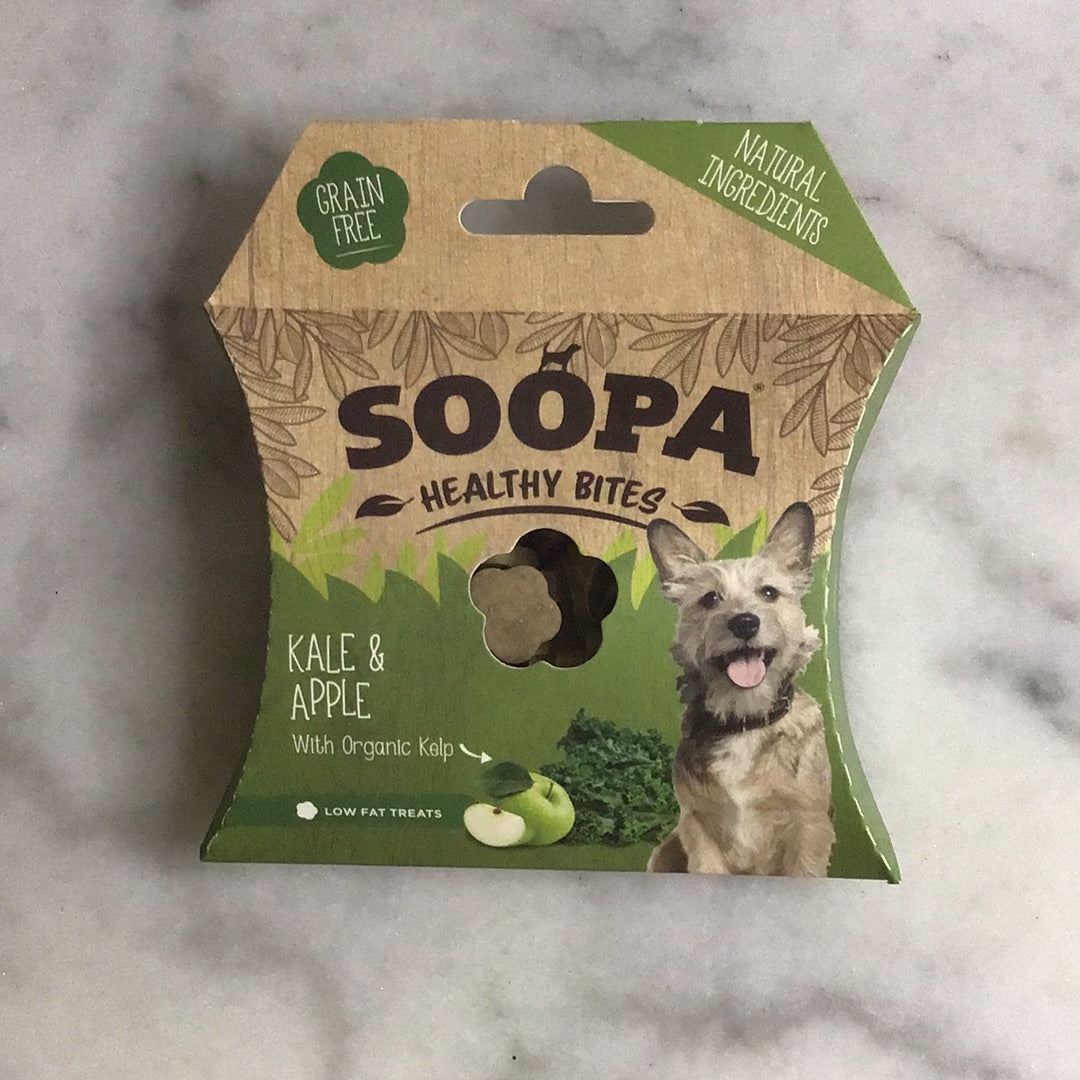 GRAIN
FREE
NATURAL
INGREDIENTS
SOOPA®
HEALTHY BITES
KALE &
APPLE
With Organic Kelp
LOW FAT TREATS